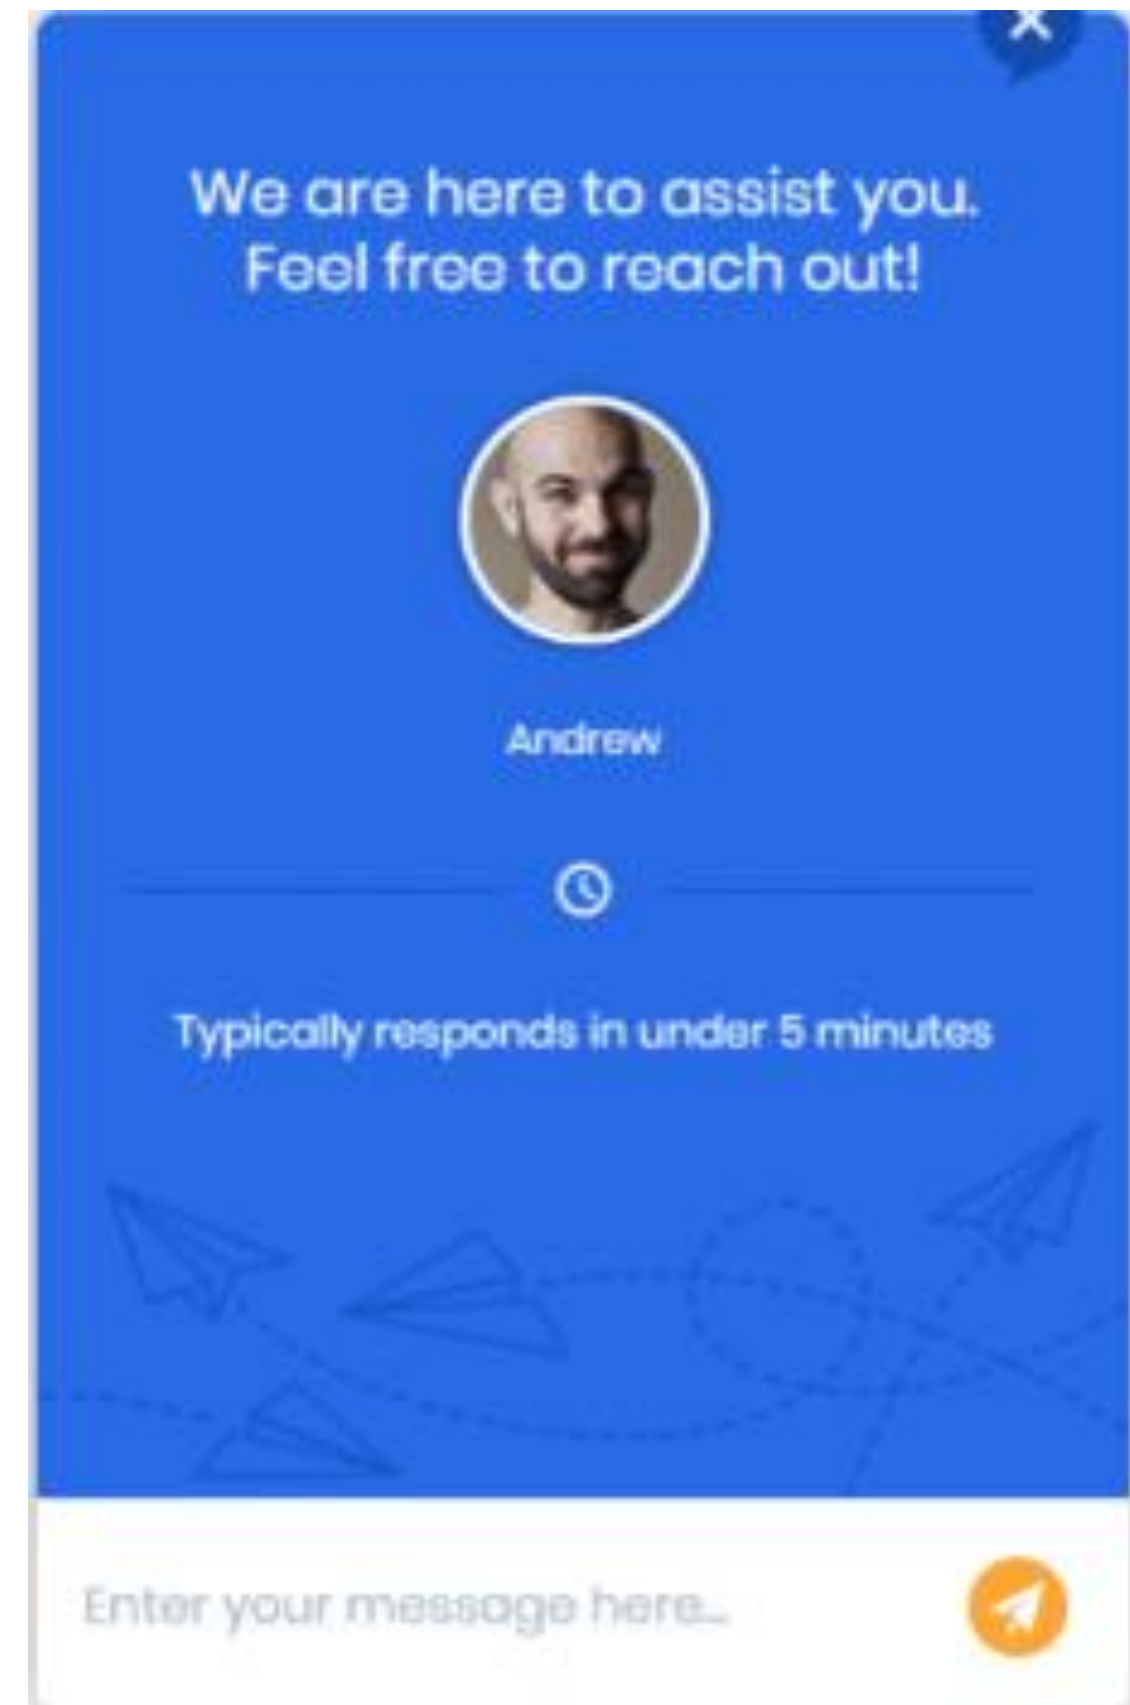 We are here to assist you.
Feel free to reach out!
Andrew
Typically responds in under 5 minutes
Enter your message here...